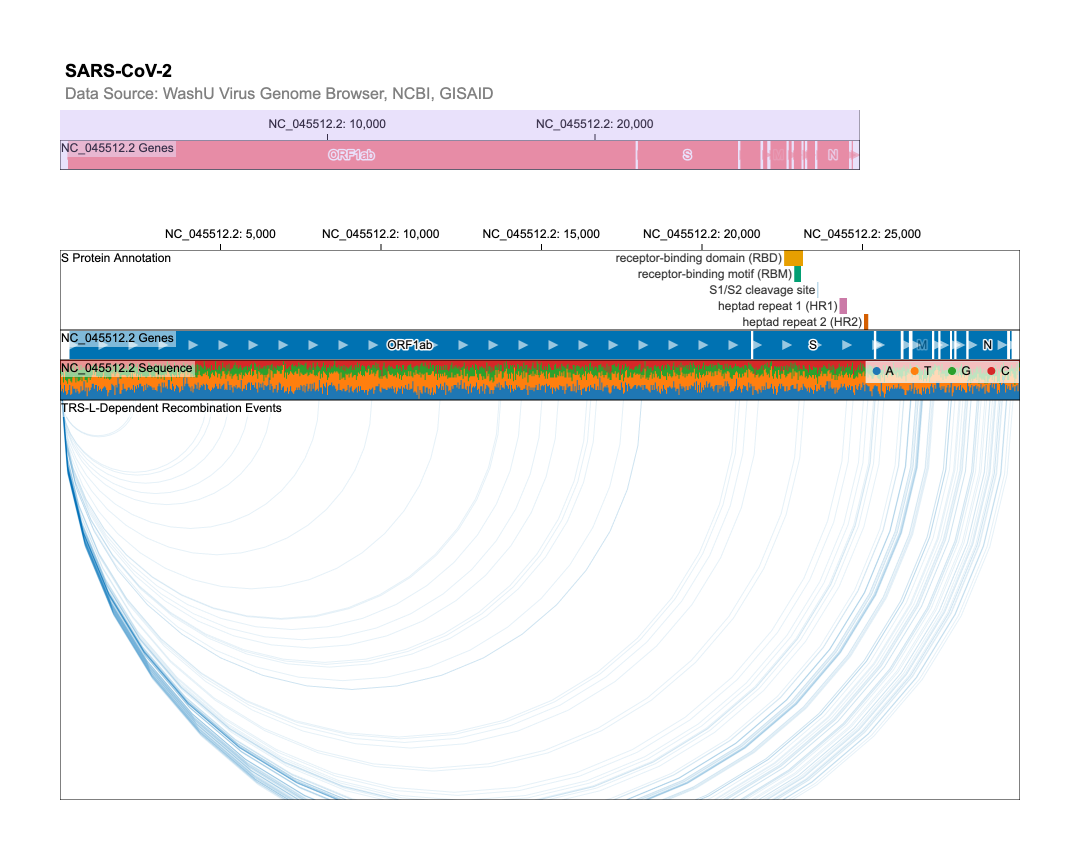 SARS-CoV-2
Data Source: WashU Virus Genome Browser, NCBI, GISAID
NC_045512.2: 10,000 NC_045512.2: 20,000
NC_045512.2 Genes
ORF1ab S N
NC_045512.2: 5,000 NC_045512.2: 10,000 NC_045512.2: 15,000 NC_045512.2: 20,000 NC_045512.2: 25,000
S Protein Annotation
receptor-binding domain (RBD)
receptor-binding motif (RBM)
S1/S2 cleavage site
heptad repeat 1 (HR1)
heptad repeat 2 (HR2)
NC_045512.2 Genes
ORF1ab S M N
NC_045512.2 Sequence
A T G C
TRS-L-Dependent Recombination Events